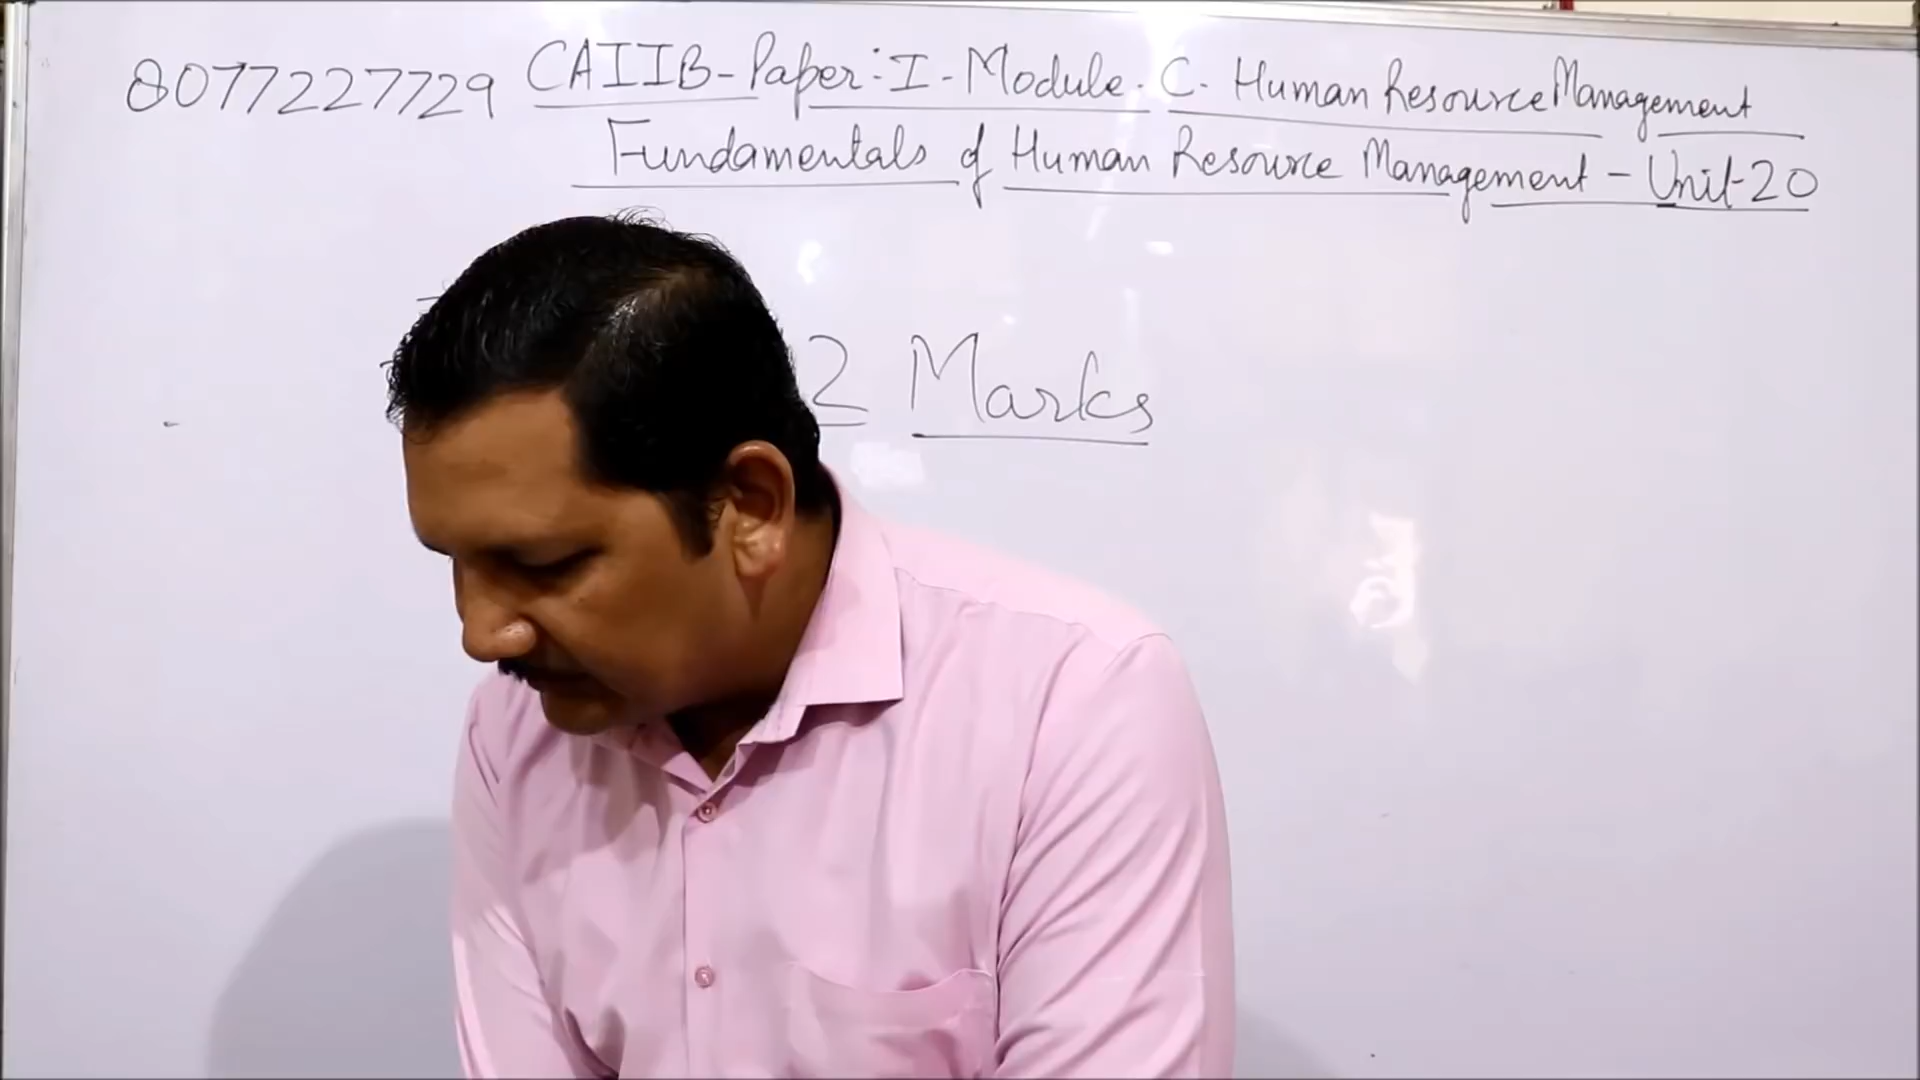 8077227729 CAIIB-Paper:I-Module-C-Human Resource Management
Fundamentals of Human Resource Management-Unit-20
2 Marks